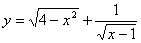 y = √(4 − x²) + 1/√(x − 1)